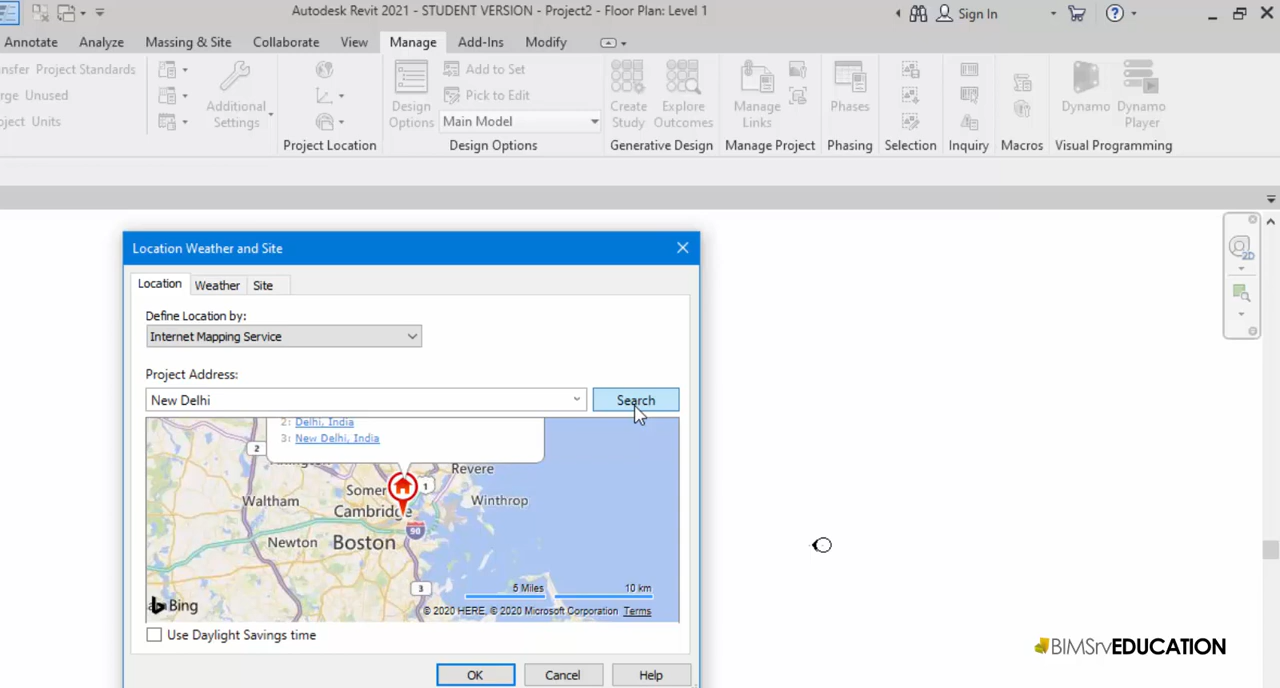 Autodesk Revit 2021 - STUDENT VERSION - Project2 - Floor Plan: Level 1
Sign In
Annotate Analyze Massing & Site Collaborate View Manage Add-Ins Modify
nsfer Project Standards
rge Unused
oject Units
Additional
Settings
Project Location
Design
Options
Add to Set
Pick to Edit
Main Model
Design Options
Create
Study
Explore
Outcomes
Generative Design
Manage
Links
Manage Project
Phases
Phasing
Selection
Inquiry
Macros
Dynamo
Dynamo
Player
Visual Programming
2D
Location Weather and Site
Location Weather Site
Define Location by:
Internet Mapping Service
Project Address:
New Delhi
Search
2: Delhi, India
3: New Delhi, India
2
Revere
Somer
1
Waltham
Winthrop
Cambridge
90
Newton
Boston
3
5 Miles 10 km
Bing
© 2020 HERE, © 2020 Microsoft Corporation Terms
Use Daylight Savings time
OK Cancel Help
BIMSrvEDUCATION